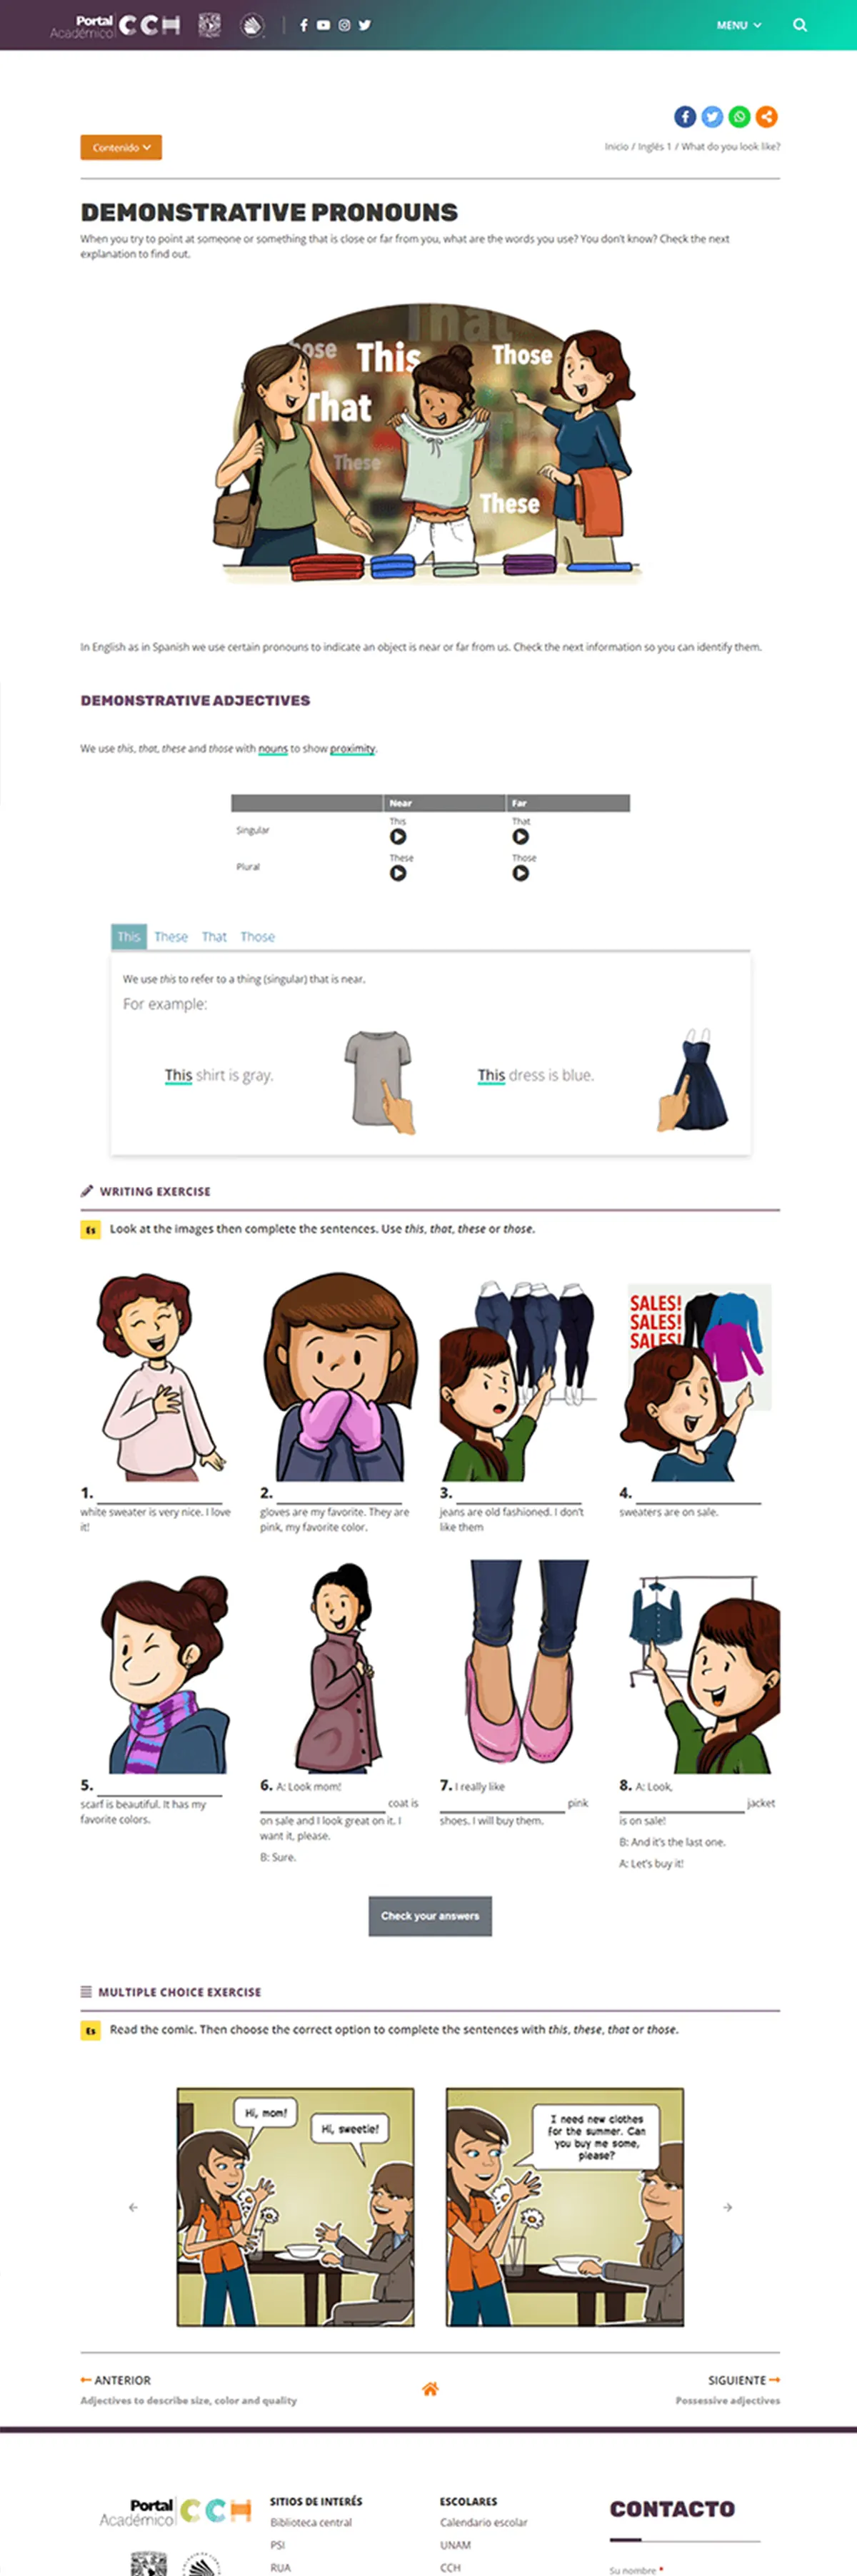 Portal
Académico CCH
MENU
Contenido
Inicio / Inglés 1 / What do you look like?
DEMONSTRATIVE PRONOUNS
When you try to point at someone or something that is close or far from you, what are the words you use? You don't know? Check the next
explanation to find out.
That
ose This Those
That
Th
These
These
In English as in Spanish we use certain pronouns to indicate an object is near or far from us. Check the next information so you can identify them.
DEMONSTRATIVE ADJECTIVES
We use this, that, these and those with nouns to show proximity.
Near Far
Singular This That
Plural These Those
This These That Those
We use this to refer to a thing (singular) that is near.
For example:
This shirt is gray. This dress is blue.
WRITING EXERCISE
Es Look at the images then complete the sentences. Use this, that, these or those.
SALES!
SALES!
SALES!
1. ____________
white sweater is very nice. I love
it!
2. ____________
gloves are my favorite. They are
pink, my favorite color.
3. ____________
jeans are old fashioned. I don't
like them
4. ____________
sweaters are on sale.
5. ____________
scarf is beautiful. It has my
favorite colors.
6. A: Look mom!
____________ coat is
on sale and I look great on it. I
want it, please.
B: Sure.
7. I really like
____________ pink
shoes. I will buy them.
8. A: Look,
____________ jacket
is on sale!
B: And it's the last one.
A: Let's buy it!
Check your answers
MULTIPLE CHOICE EXERCISE
Es Read the comic. Then choose the correct option to complete the sentences with this, these, that or those.
Hi, mom!
Hi, sweetie!
I need new clothes
for the summer. Can
you buy me some,
please?
ANTERIOR
Adjectives to describe size, color and quality
SIGUIENTE
Possessive adjectives
Portal
Académico CCH
SITIOS DE INTERÉS
Biblioteca central
PSI
RUA
ESCOLARES
Calendario escolar
UNAM
CCH
CONTACTO
Su nombre *